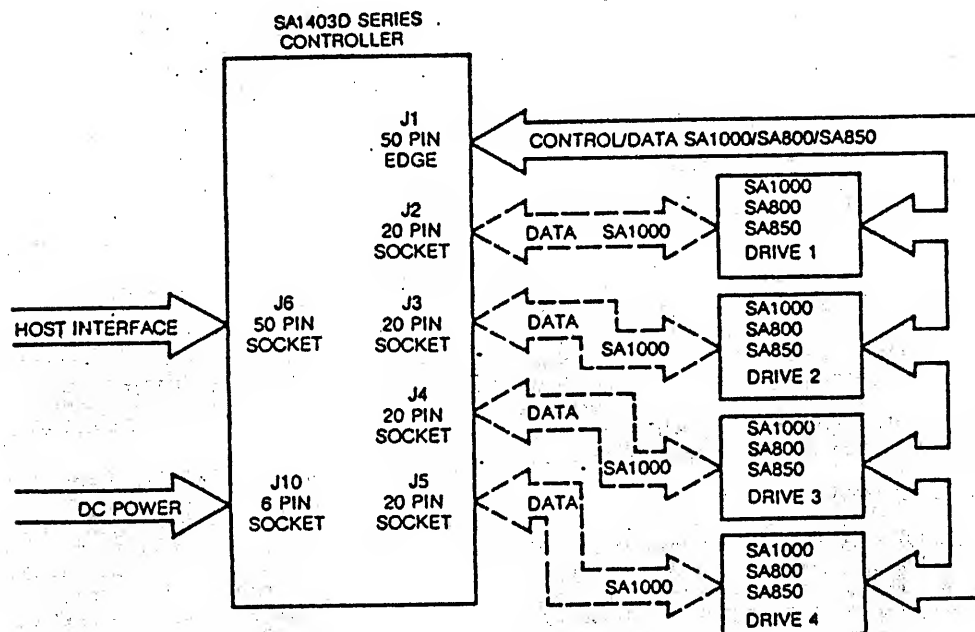 SA1403D SERIES
CONTROLLER
J1
50 PIN
EDGE
CONTROL/DATA SA1000/SA800/SA850
J2
20 PIN
SOCKET
DATA SA1000
SA1000
SA800
SA850
DRIVE 1
HOST INTERFACE
J6
50 PIN
SOCKET
J3
20 PIN
SOCKET
DATA
SA1000
SA1000
SA800
SA850
DRIVE 2
J4
20 PIN
SOCKET
DATA
SA1000
SA1000
SA800
SA850
DRIVE 3
DC POWER
J10
6 PIN
SOCKET
J5
20 PIN
SOCKET
DATA
SA1000
SA1000
SA800
SA850
DRIVE 4